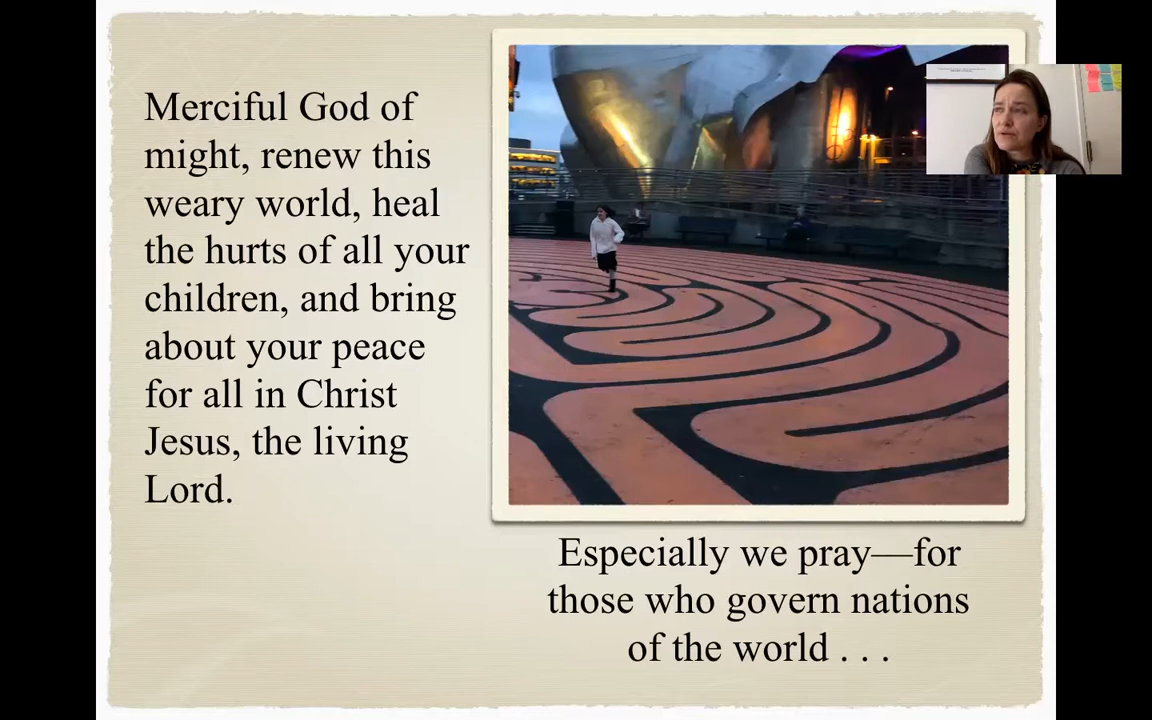 Merciful God of
might, renew this
weary world, heal
the hurts of all your
children, and bring
about your peace
for all in Christ
Jesus, the living
Lord.
Especially we pray—for
those who govern nations
of the world . . .